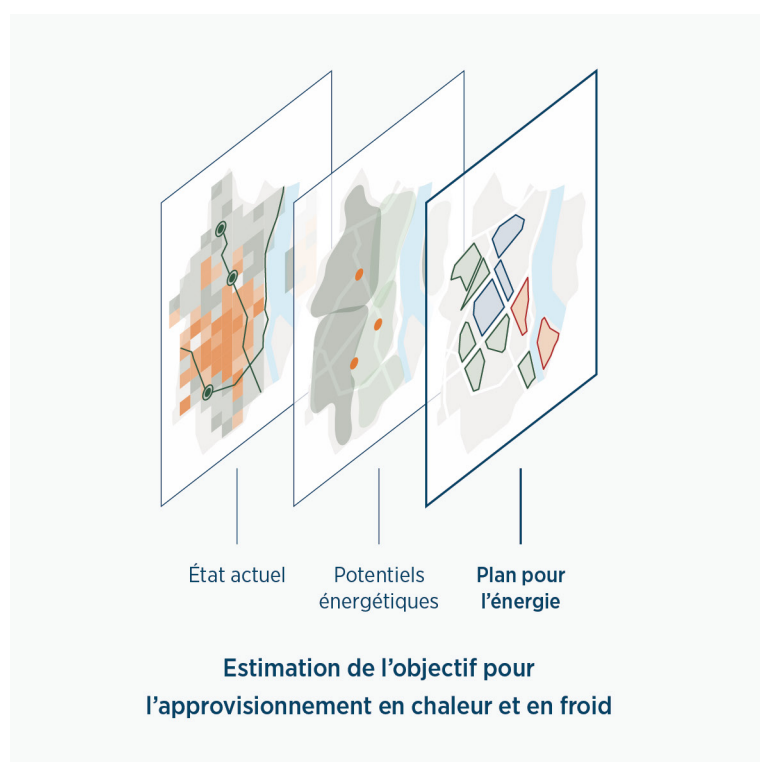 État actuel
Potentiels
énergétiques
Plan pour
l’énergie
Estimation de l’objectif pour
l’approvisionnement en chaleur et en froid